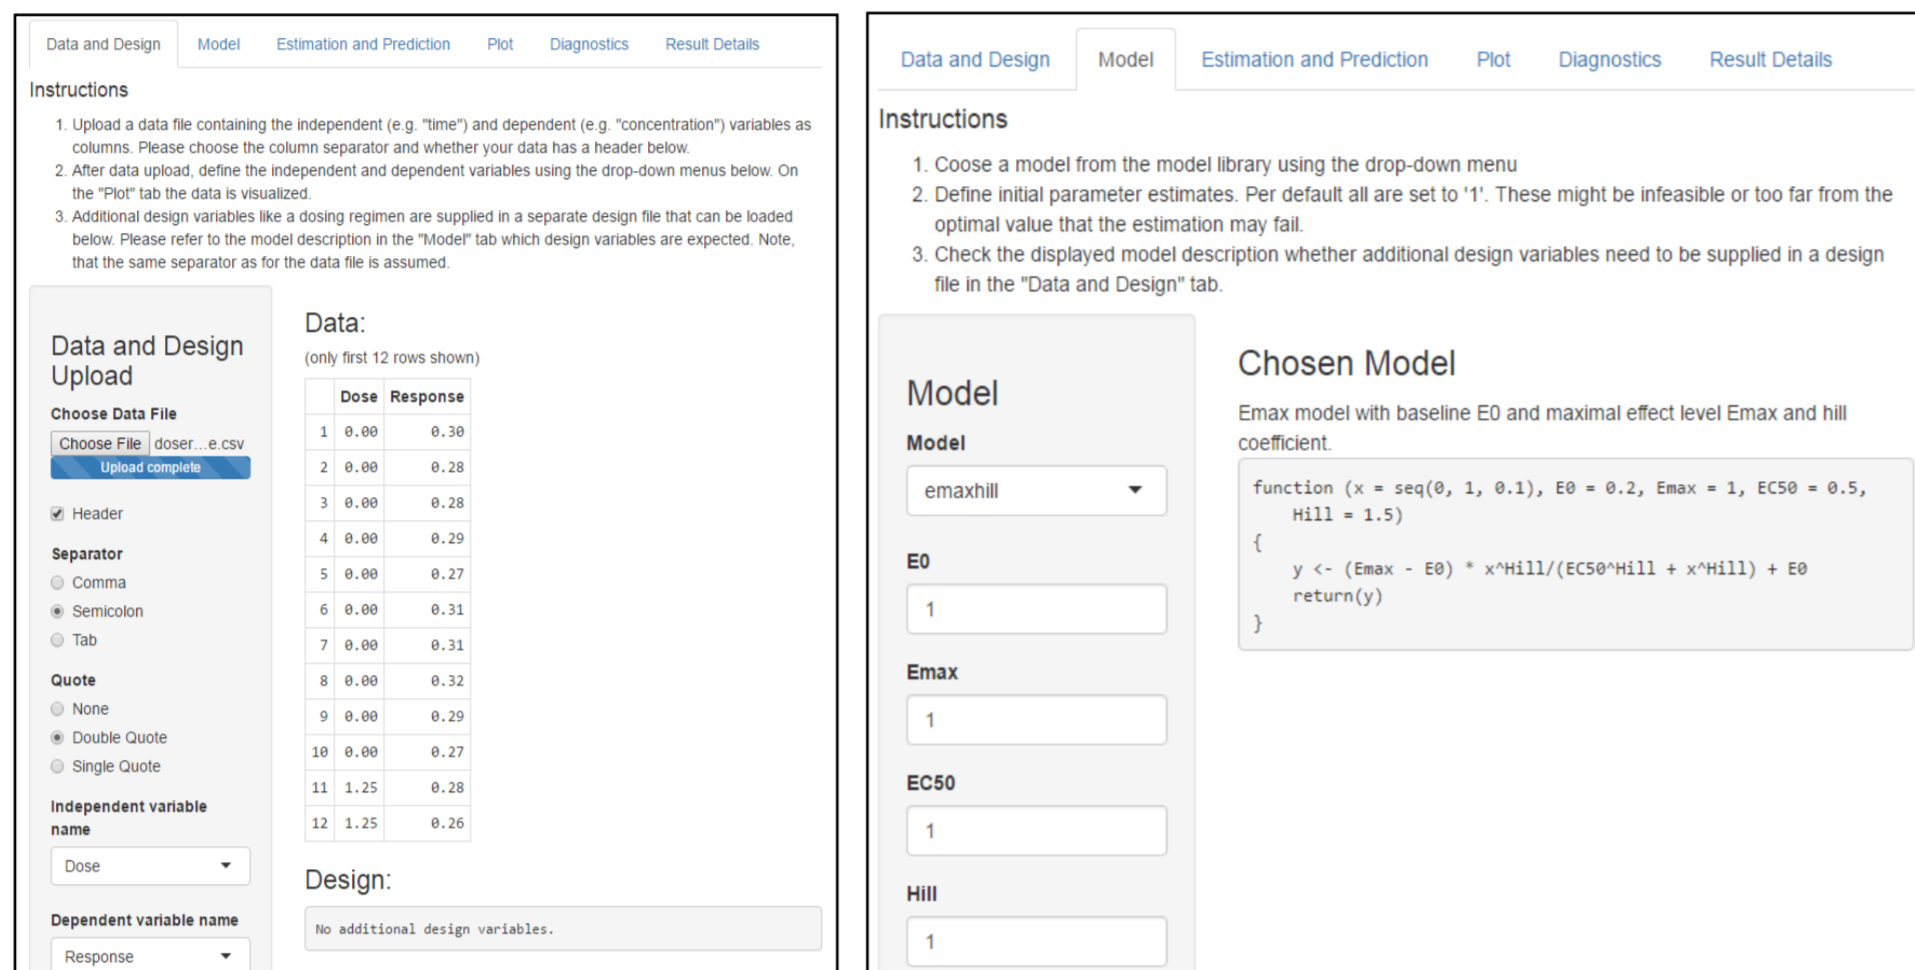 Data and Design Model Estimation and Prediction Plot Diagnostics Result Details
Instructions
1. Upload a data file containing the independent (e.g. "time") and dependent (e.g. "concentration") variables as
columns. Please choose the column separator and whether your data has a header below.
2. After data upload, define the independent and dependent variables using the drop-down menus below. On
the "Plot" tab the data is visualized.
3. Additional design variables like a dosing regimen are supplied in a separate design file that can be loaded
below. Please refer to the model description in the "Model" tab which design variables are expected. Note,
that the same separator as for the data file is assumed.
Data and Design
Upload
Choose Data File
Choose File doser...e.csv
Upload complete
Header
Separator
Comma
Semicolon
Tab
Quote
None
Double Quote
Single Quote
Independent variable
name
Dose
Dependent variable name
Response
Data:
(only first 12 rows shown)
Dose Response
1 0.00 0.30
2 0.00 0.28
3 0.00 0.28
4 0.00 0.29
5 0.00 0.27
6 0.00 0.31
7 0.00 0.31
8 0.00 0.32
9 0.00 0.29
10 0.00 0.27
11 1.25 0.28
12 1.25 0.26
Design:
No additional design variables.
Data and Design Model Estimation and Prediction Plot Diagnostics Result Details
Instructions
1. Coose a model from the model library using the drop-down menu
2. Define initial parameter estimates. Per default all are set to '1'. These might be infeasible or too far from the
optimal value that the estimation may fail.
3. Check the displayed model description whether additional design variables need to be supplied in a design
file in the "Data and Design" tab.
Model
Model
emaxhill
E0
1
Emax
1
EC50
1
Hill
1
Chosen Model
Emax model with baseline E0 and maximal effect level Emax and hill
coefficient.
function (x = seq(0, 1, 0.1), E0 = 0.2, Emax = 1, EC50 = 0.5,
Hill = 1.5)
{
y <- (Emax - E0) * x^Hill/(EC50^Hill + x^Hill) + E0
return(y)
}